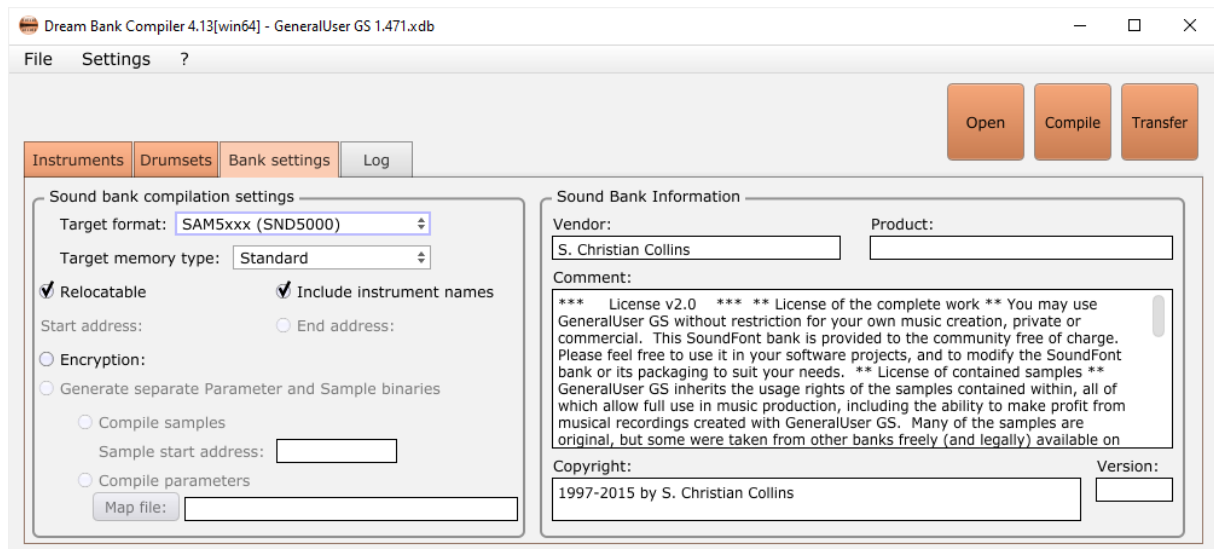 Dream Bank Compiler 4.13[win64] - GeneralUser GS 1.471.xdb
File Settings ?
Open Compile Transfer
Instruments Drumsets Bank settings Log
Sound bank compilation settings
Target format: SAM5xxx (SND5000)
Target memory type: Standard
Relocatable Include instrument names
Start address: End address:
Encryption:
Generate separate Parameter and Sample binaries
Compile samples
Sample start address:
Compile parameters
Map file:
Sound Bank Information
Vendor: Product:
S. Christian Collins
Comment:
*** License v2.0 *** ** License of the complete work ** You may use
GeneralUser GS without restriction for your own music creation, private or
commercial. This SoundFont bank is provided to the community free of charge.
Please feel free to use it in your software projects, and to modify the SoundFont
bank or its packaging to suit your needs. ** License of contained samples **
GeneralUser GS inherits the usage rights of the samples contained within, all of
which allow full use in music production, including the ability to make profit from
musical recordings created with GeneralUser GS. Many of the samples are
original, but some were taken from other banks freely (and legally) available on
Copyright: Version:
1997-2015 by S. Christian Collins